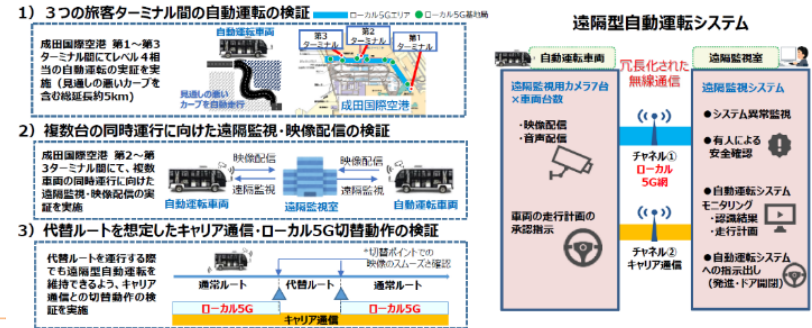 1）３つの旅客ターミナル間の自動運転の検証
ローカル5Gエリア
ローカル5G基地局
成田国際空港 第1～第3
ターミナル間にてレベル４相
当の自動運転の実証を実
施（見通しの悪いカーブを
含む総延長約5km）
自動運転車両
見通しの悪い
カーブを自動走行
第3
ターミナル
第2
ターミナル
第1
ターミナル
成田国際空港
2）複数台の同時運行に向けた遠隔監視・映像配信の検証
成田国際空港 第2～第
3ターミナル間にて、複数
車両の同時運行に向けた
遠隔監視・映像配信の実
証を実施
自動運転車両
映像配信
遠隔監視
遠隔監視室
映像配信
遠隔監視
自動運転車両
3）代替ルートを想定したキャリア通信・ローカル5G切替動作の検証
代替ルートを運行する際
でも遠隔型自動運転を
維持できるよう、キャリア
通信との切替動作の検
証を実施
*切替ポイントでの
映像のスムーズさ確認
通常ルート
代替ルート
通常ルート
ローカル5G
ローカル5G
キャリア通信
遠隔型自動運転システム
自動運転車両
冗長化された
無線通信
遠隔監視室
遠隔監視用カメラ7台
×車両台数
・映像配信
・音声配信
車両の走行計画の
承認指示
チャネル①
ローカル
5G網
チャネル②
キャリア通信
遠隔監視システム
●システム異常監視
●有人による
安全確認
●自動運転システム
モニタリング
・認識結果
・走行計画
●自動運転システム
への指示出し
（発進・ドア開閉）